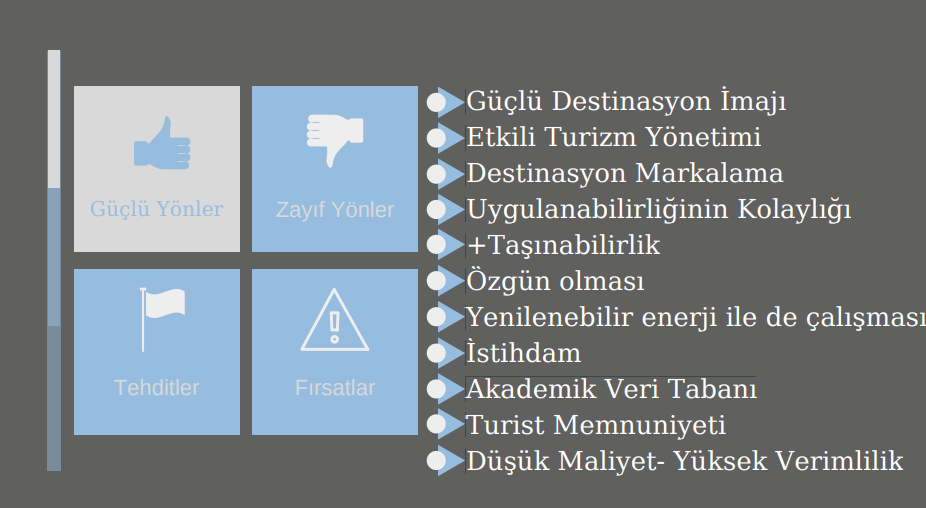 Güçlü Yönler
Zayıf Yönler
Tehditler
Fırsatlar
Güçlü Destinasyon İmajı
Etkili Turizm Yönetimi
Destinasyon Markalama
Uygulanabilirliğinin Kolaylığı
+Taşınabilirlik
Özgün olması
Yenilenebilir enerji ile de çalışması
İstihdam
Akademik Veri Tabanı
Turist Memnuniyeti
Düşük Maliyet- Yüksek Verimlilik